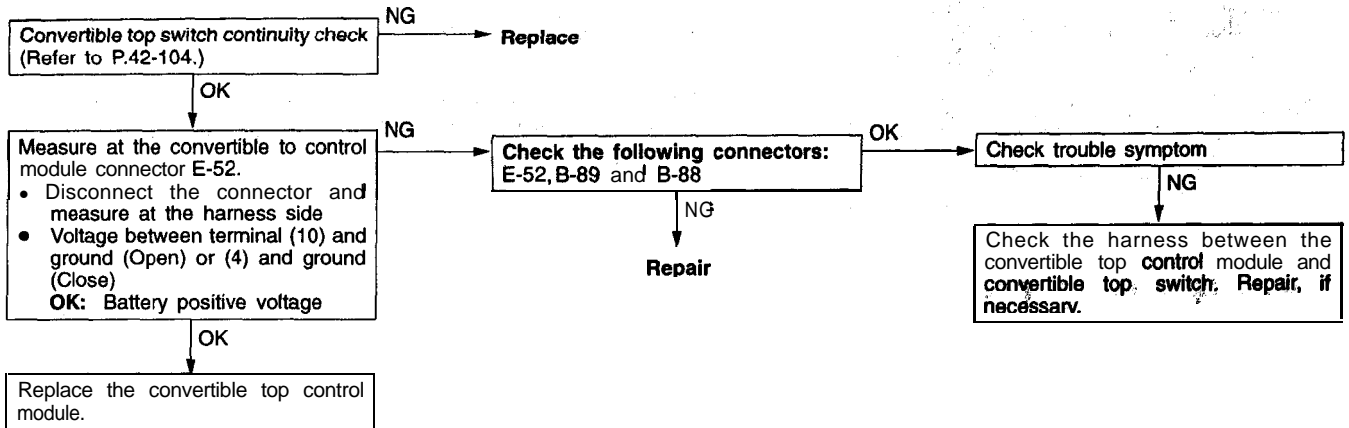 Convertible top switch continuity check
(Refer to P.42-104.)
NG
Replace
OK
Measure at the convertible to control
module connector E-52.
• Disconnect the connector and
measure at the harness side
• Voltage between terminal (10) and
ground (Open) or (4) and ground
(Close)
OK: Battery positive voltage
NG
Check the following connectors:
E-52, B-89 and B-88
OK
Check trouble symptom
NG
Repair
NG
Check the harness between the
convertible top control module and
convertible top switch. Repair, if
necessary.
OK
Replace the convertible top control
module.